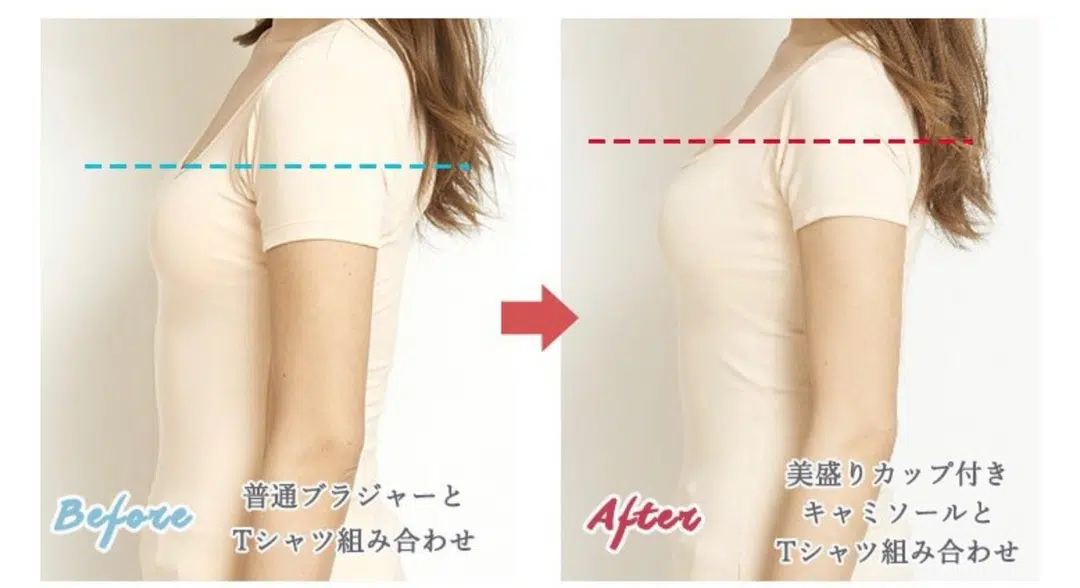 Before
普通ブラジャーと
Tシャツ組み合わせ
After
美盛りカップ付き
キャミソールと
Tシャツ組み合わせ